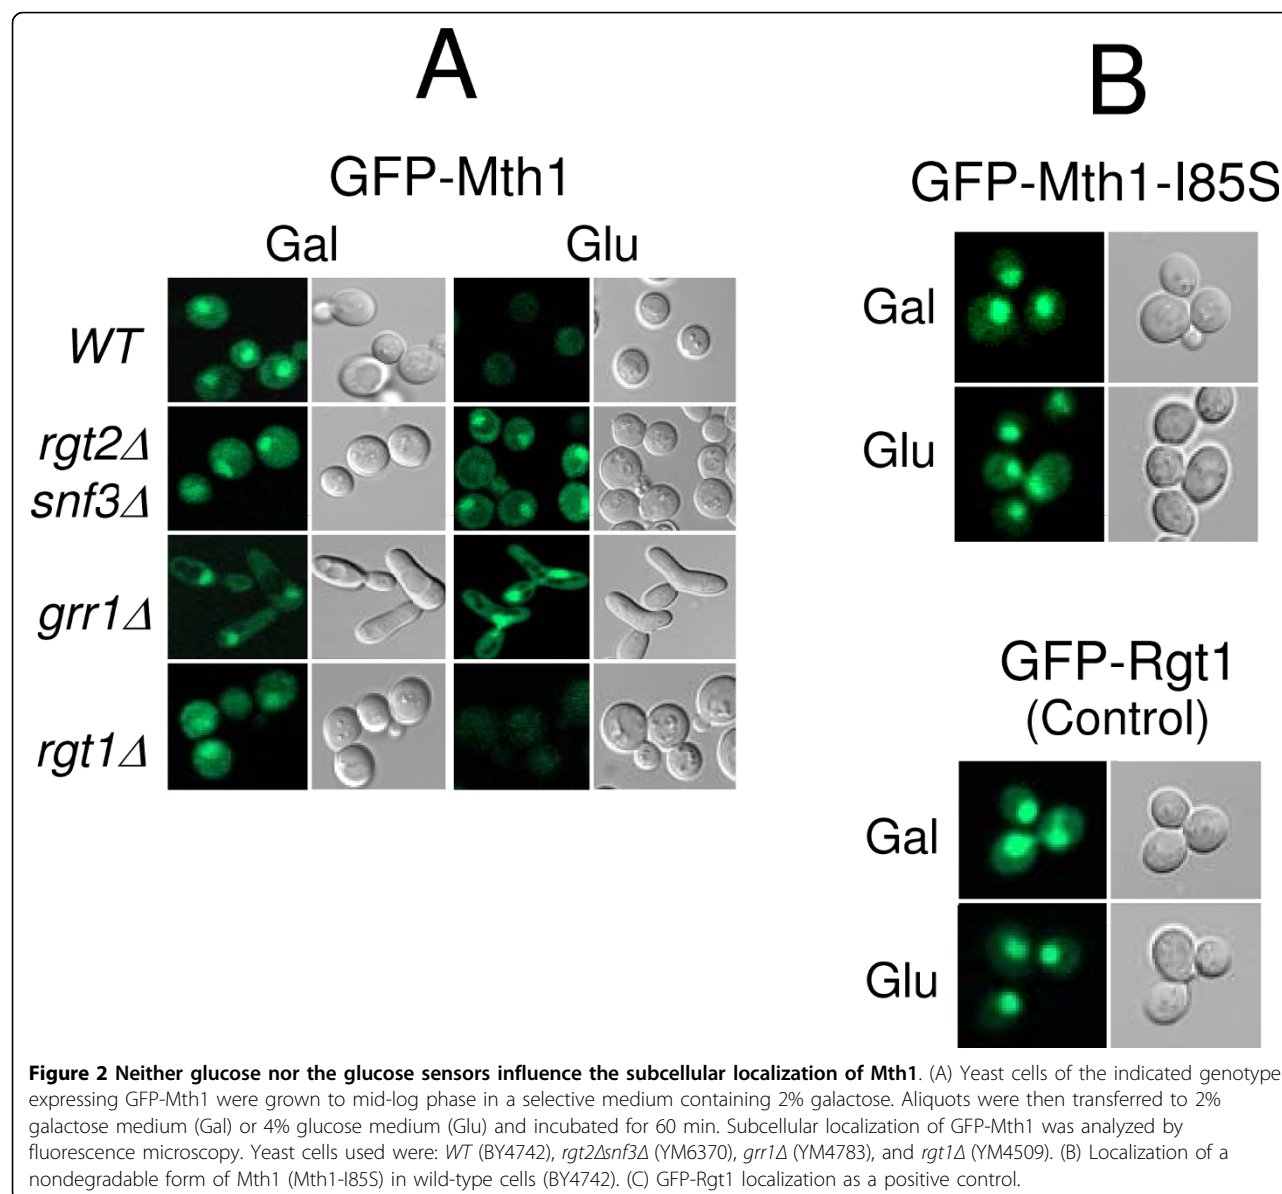 A
GFP-Mth1
Gal Glu
WT
rgt2Δ
snf3Δ
grr1Δ
rgt1Δ
B
GFP-Mth1-I85S
Gal
Glu
GFP-Rgt1
(Control)
Gal
Glu
Figure 2 Neither glucose nor the glucose sensors influence the subcellular localization of Mth1. (A) Yeast cells of the indicated genotype
expressing GFP-Mth1 were grown to mid-log phase in a selective medium containing 2% galactose. Aliquots were then transferred to 2%
galactose medium (Gal) or 4% glucose medium (Glu) and incubated for 60 min. Subcellular localization of GFP-Mth1 was analyzed by
fluorescence microscopy. Yeast cells used were: WT (BY4742), rgt2Δsnf3Δ (YM6370), grr1Δ (YM4783), and rgt1Δ (YM4509). (B) Localization of a
nondegradable form of Mth1 (Mth1-I85S) in wild-type cells (BY4742). (C) GFP-Rgt1 localization as a positive control.